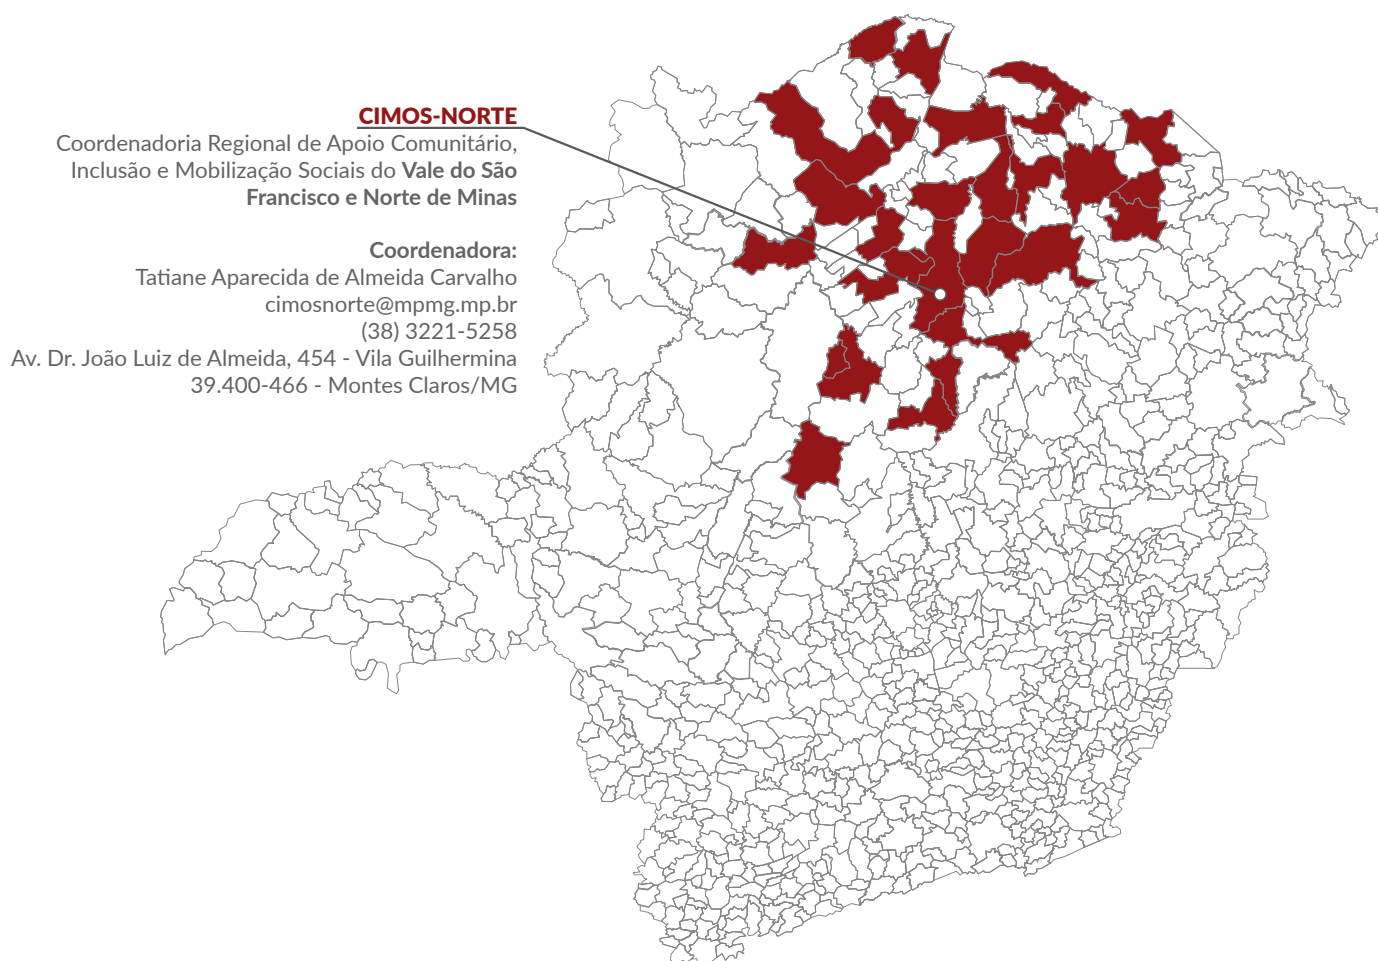 CIMOS-NORTE
Coordenadoria Regional de Apoio Comunitário,
Inclusão e Mobilização Sociais do Vale do São
Francisco e Norte de Minas
Coordenadora:
Tatiane Aparecida de Almeida Carvalho
cimosnorte@mpmg.mp.br
(38) 3221-5258
Av. Dr. João Luiz de Almeida, 454 - Vila Guilhermina
39.400-466 - Montes Claros/MG